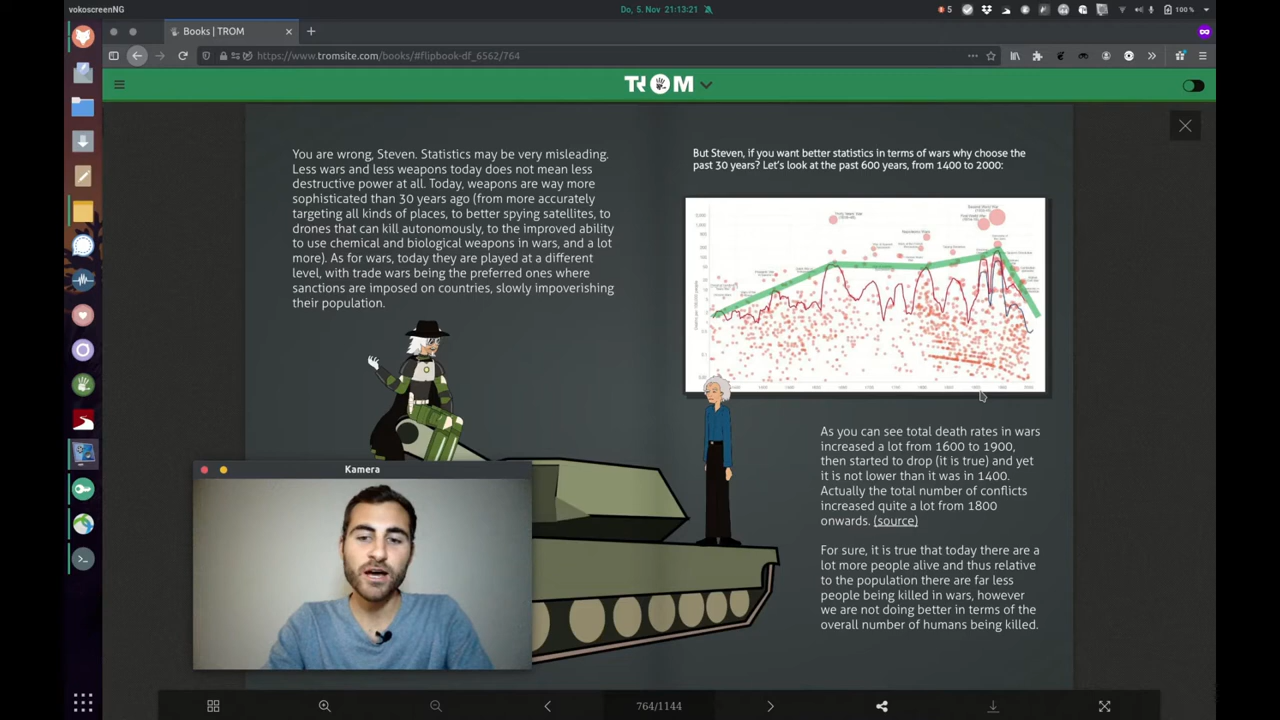 vokoscreenNG
Do, 5. Nov 21:13:21
5
100 %
Books | TROM
https://www.tromsite.com/books/#flipbook-df_6562/764
TROM
You are wrong, Steven. Statistics may be very misleading.
Less wars and less weapons today does not mean less
destructive power at all. Today, weapons are way more
sophisticated than 30 years ago (from more accurately
targeting all kinds of places, to better spying satellites, to
drones that can kill autonomously, to the improved ability
to use chemical and biological weapons in wars, and a lot
more). As for wars, today they are played at a different
level, with trade wars being the preferred ones where
sanctions are imposed on countries, slowly impoverishing
their population.
But Steven, if you want better statistics in terms of wars why choose the
past 30 years? Let's look at the past 600 years, from 1400 to 2000:
As you can see total death rates in wars
increased a lot from 1600 to 1900,
then started to drop (it is true) and yet
it is not lower than it was in 1400.
Actually the total number of conflicts
increased quite a lot from 1800
onwards. (source)
For sure, it is true that today there are a
lot more people alive and thus relative
to the population there are far less
people being killed in wars, however
we are not doing better in terms of the
overall number of humans being killed.
Kamera
764/1144